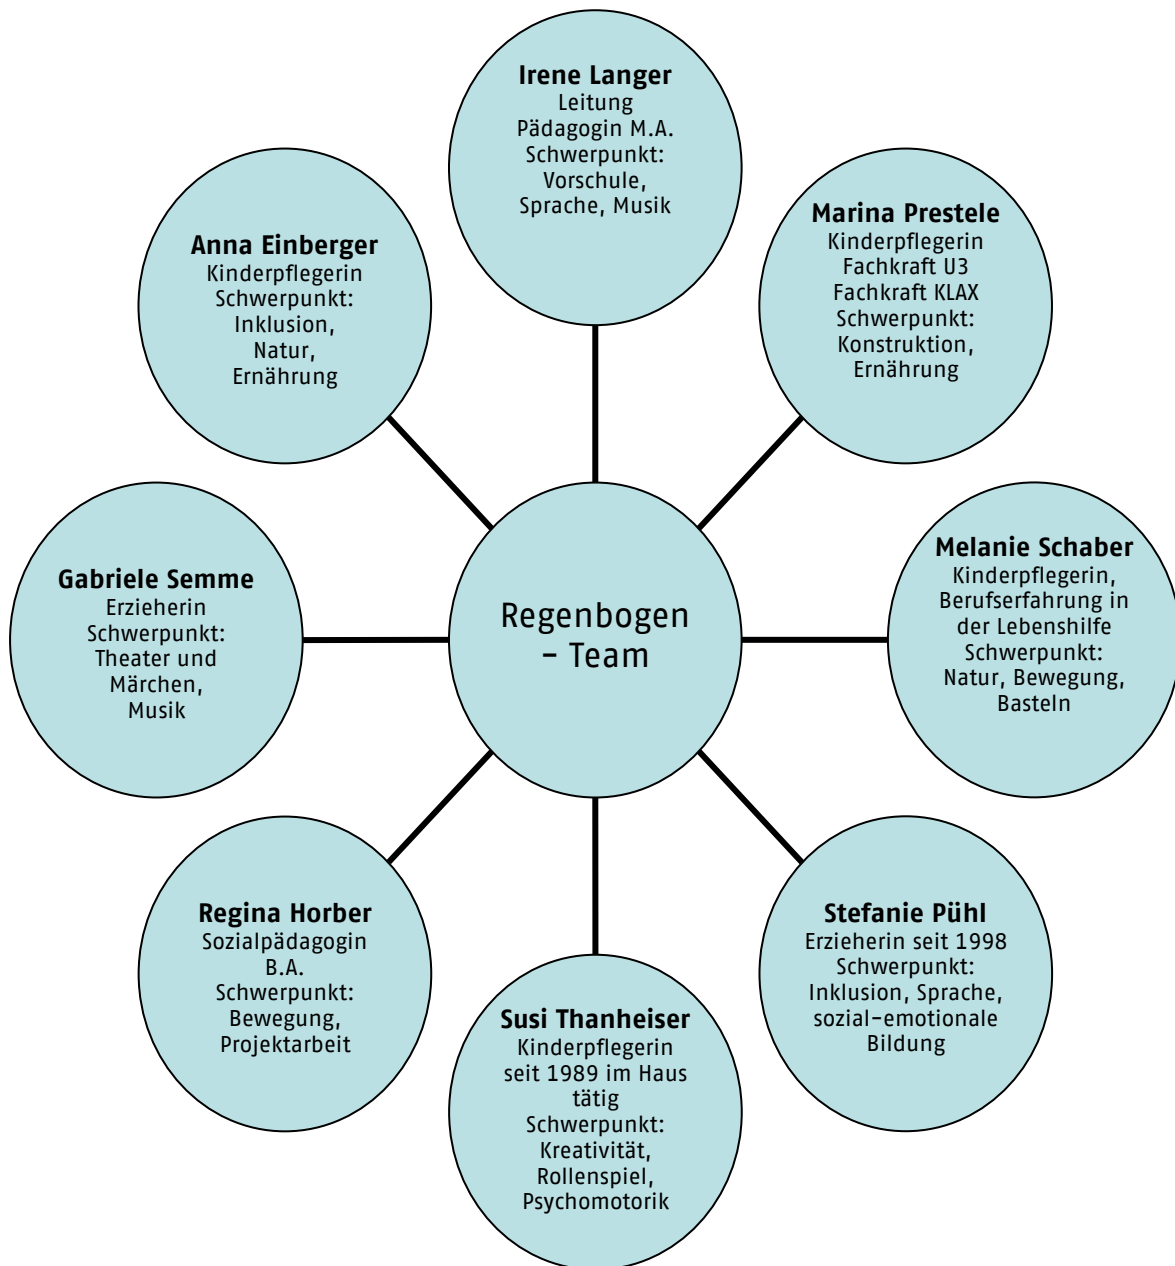 Irene Langer
Leitung
Pädagogin M.A.
Schwerpunkt:
Vorschule,
Sprache, Musik
Marina Prestele
Kinderpflegerin
Fachkraft U3
Fachkraft KLAX
Schwerpunkt:
Konstruktion,
Ernährung
Anna Einberger
Kinderpflegerin
Schwerpunkt:
Inklusion,
Natur,
Ernährung
Melanie Schaber
Kinderpflegerin,
Berufserfahrung in
der Lebenshilfe
Schwerpunkt:
Natur, Bewegung,
Basteln
Gabriele Semme
Erzieherin
Schwerpunkt:
Theater und
Märchen,
Musik
Regenbogen
– Team
Stefanie Pühl
Erzieherin seit 1998
Schwerpunkt:
Inklusion, Sprache,
sozial-emotionale
Bildung
Regina Horber
Sozialpädagogin
B.A.
Schwerpunkt:
Bewegung,
Projektarbeit
Susi Thanheiser
Kinderpflegerin
seit 1989 im Haus
tätig
Schwerpunkt:
Kreativität,
Rollenspiel,
Psychomotorik